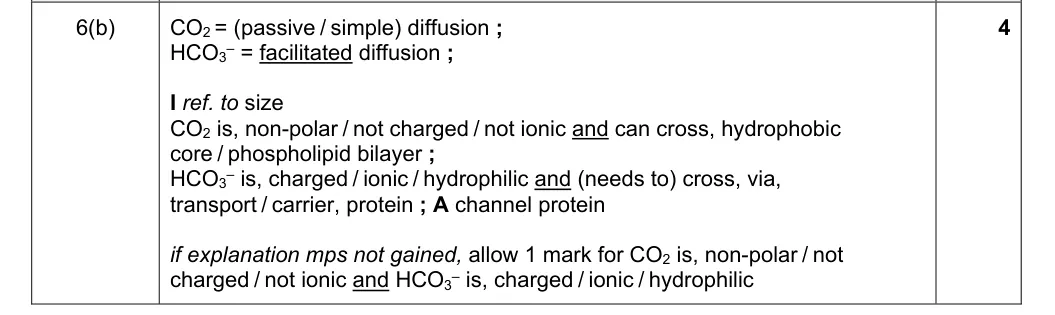 6(b) CO₂ = (passive / simple) diffusion ; 4
HCO₃⁻ = facilitated diffusion ;
I ref. to size
CO₂ is, non-polar / not charged / not ionic and can cross, hydrophobic
core / phospholipid bilayer ;
HCO₃⁻ is, charged / ionic / hydrophilic and (needs to) cross, via,
transport / carrier, protein ; A channel protein
if explanation mps not gained, allow 1 mark for CO₂ is, non-polar / not
charged / not ionic and HCO₃⁻ is, charged / ionic / hydrophilic